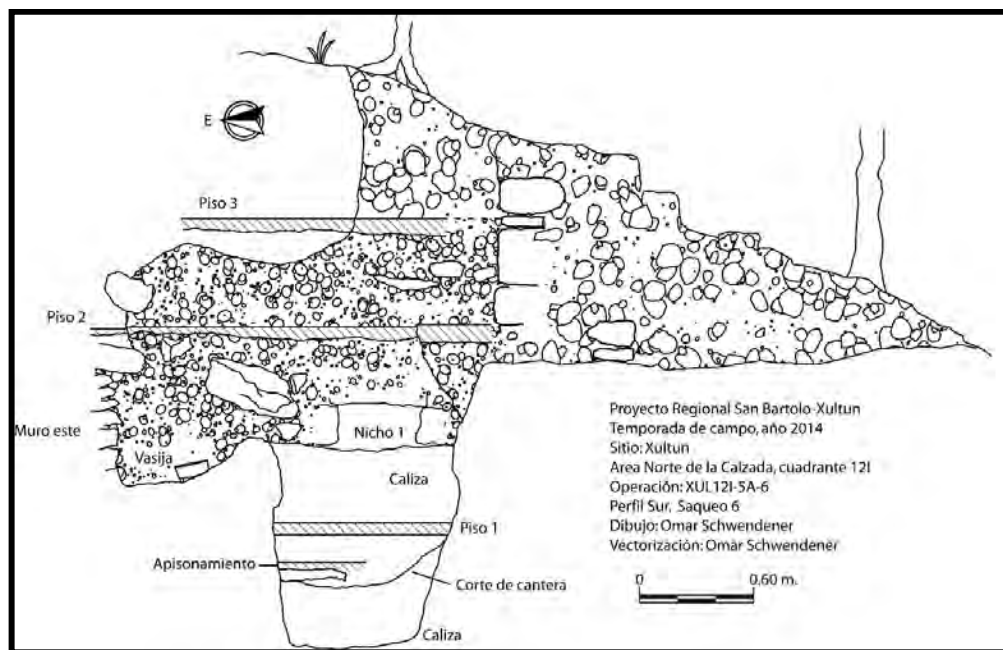 E
Piso 3
Piso 2
Muro este
Vasija
Nicho 1
Caliza
Piso 1
Apisonamiento
Corte de cantera
Caliza
Proyecto Regional San Bartolo-Xultun
Temporada de campo, año 2014
Sitio: Xultun
Area Norte de la Calzada, cuadrante 12I
Operación: XUL12I-5A-6
Perfil Sur, Saqueo 6
Dibujo: Omar Schwendener
Vectorización: Omar Schwendener
0 0.60 m.